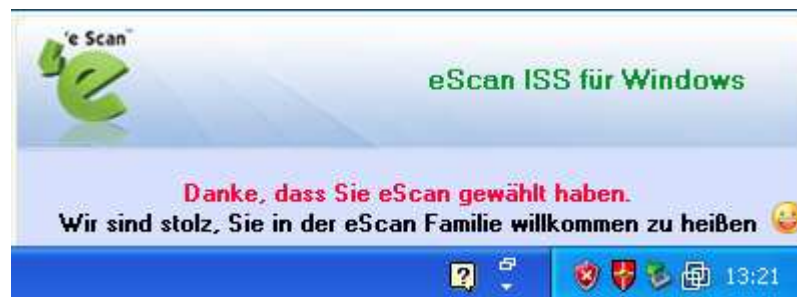 e Scan™
eScan ISS für Windows
Danke, dass Sie eScan gewählt haben.
Wir sind stolz, Sie in der eScan Familie willkommen zu heißen
13:21